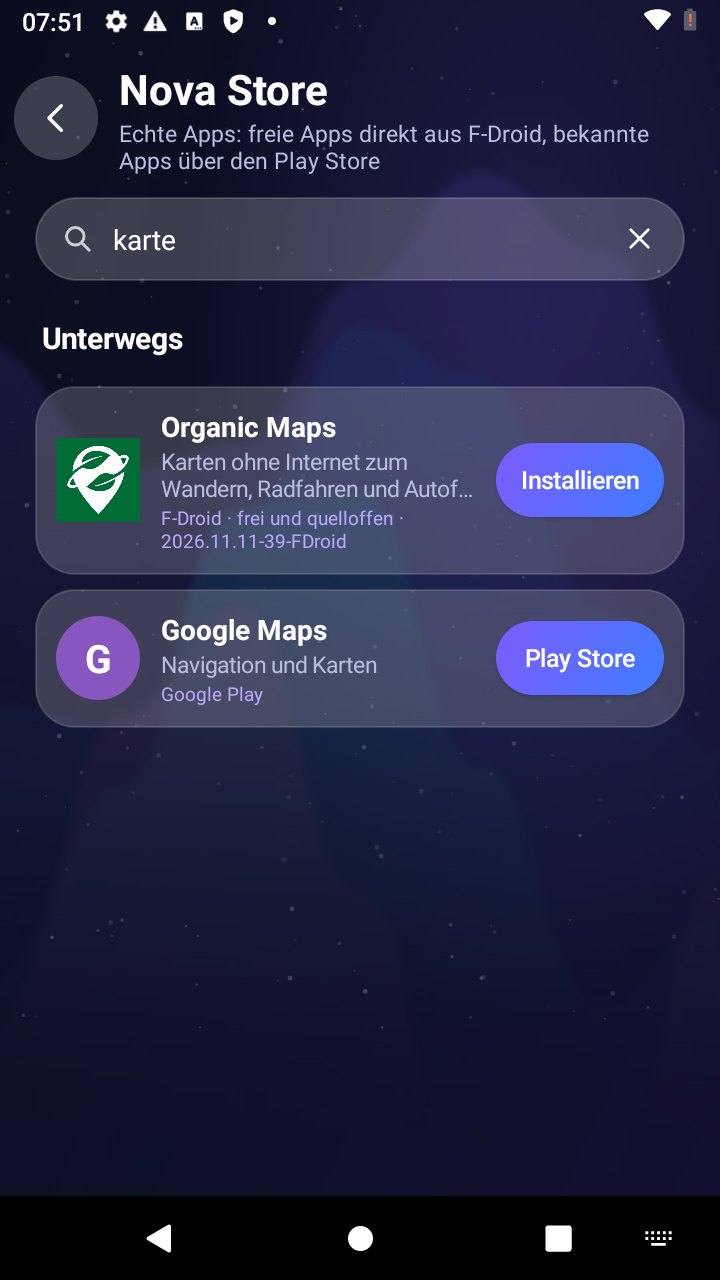 07:51
Nova Store
Echte Apps: freie Apps direkt aus F-Droid, bekannte
Apps über den Play Store
karte
Unterwegs
Organic Maps
Karten ohne Internet zum
Wandern, Radfahren und Autof…
F-Droid · frei und quelloffen ·
2026.11.11-39-FDroid
Installieren
G
Google Maps
Navigation und Karten
Google Play
Play Store